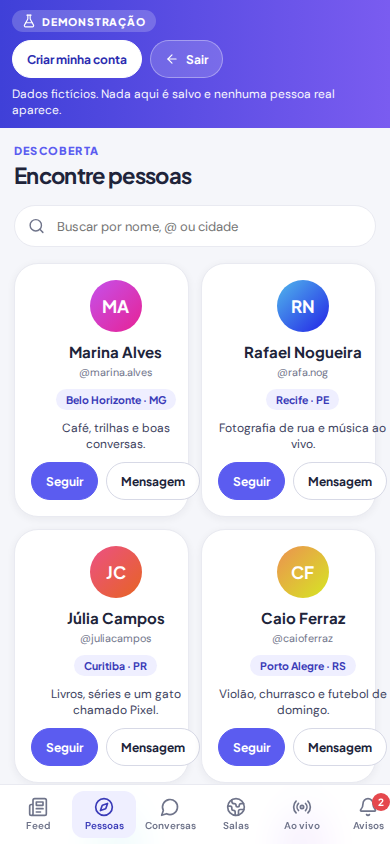 DEMONSTRAÇÃO
Criar minha conta
Sair
Dados fictícios. Nada aqui é salvo e nenhuma pessoa real
aparece.
DESCOBERTA
Encontre pessoas
Buscar por nome, @ ou cidade
MA
Marina Alves
@marina.alves
Belo Horizonte · MG
Café, trilhas e boas
conversas.
Seguir
Mensagem
RN
Rafael Nogueira
@rafa.nog
Recife · PE
Fotografia de rua e música ao
vivo.
Seguir
Mensagem
JC
Júlia Campos
@juliacampos
Curitiba · PR
Livros, séries e um gato
chamado Pixel.
Seguir
Mensagem
CF
Caio Ferraz
@caioferraz
Porto Alegre · RS
Violão, churrasco e futebol de
domingo.
Seguir
Mensagem
Feed
Pessoas
Conversas
Salas
Ao vivo
2
Avisos